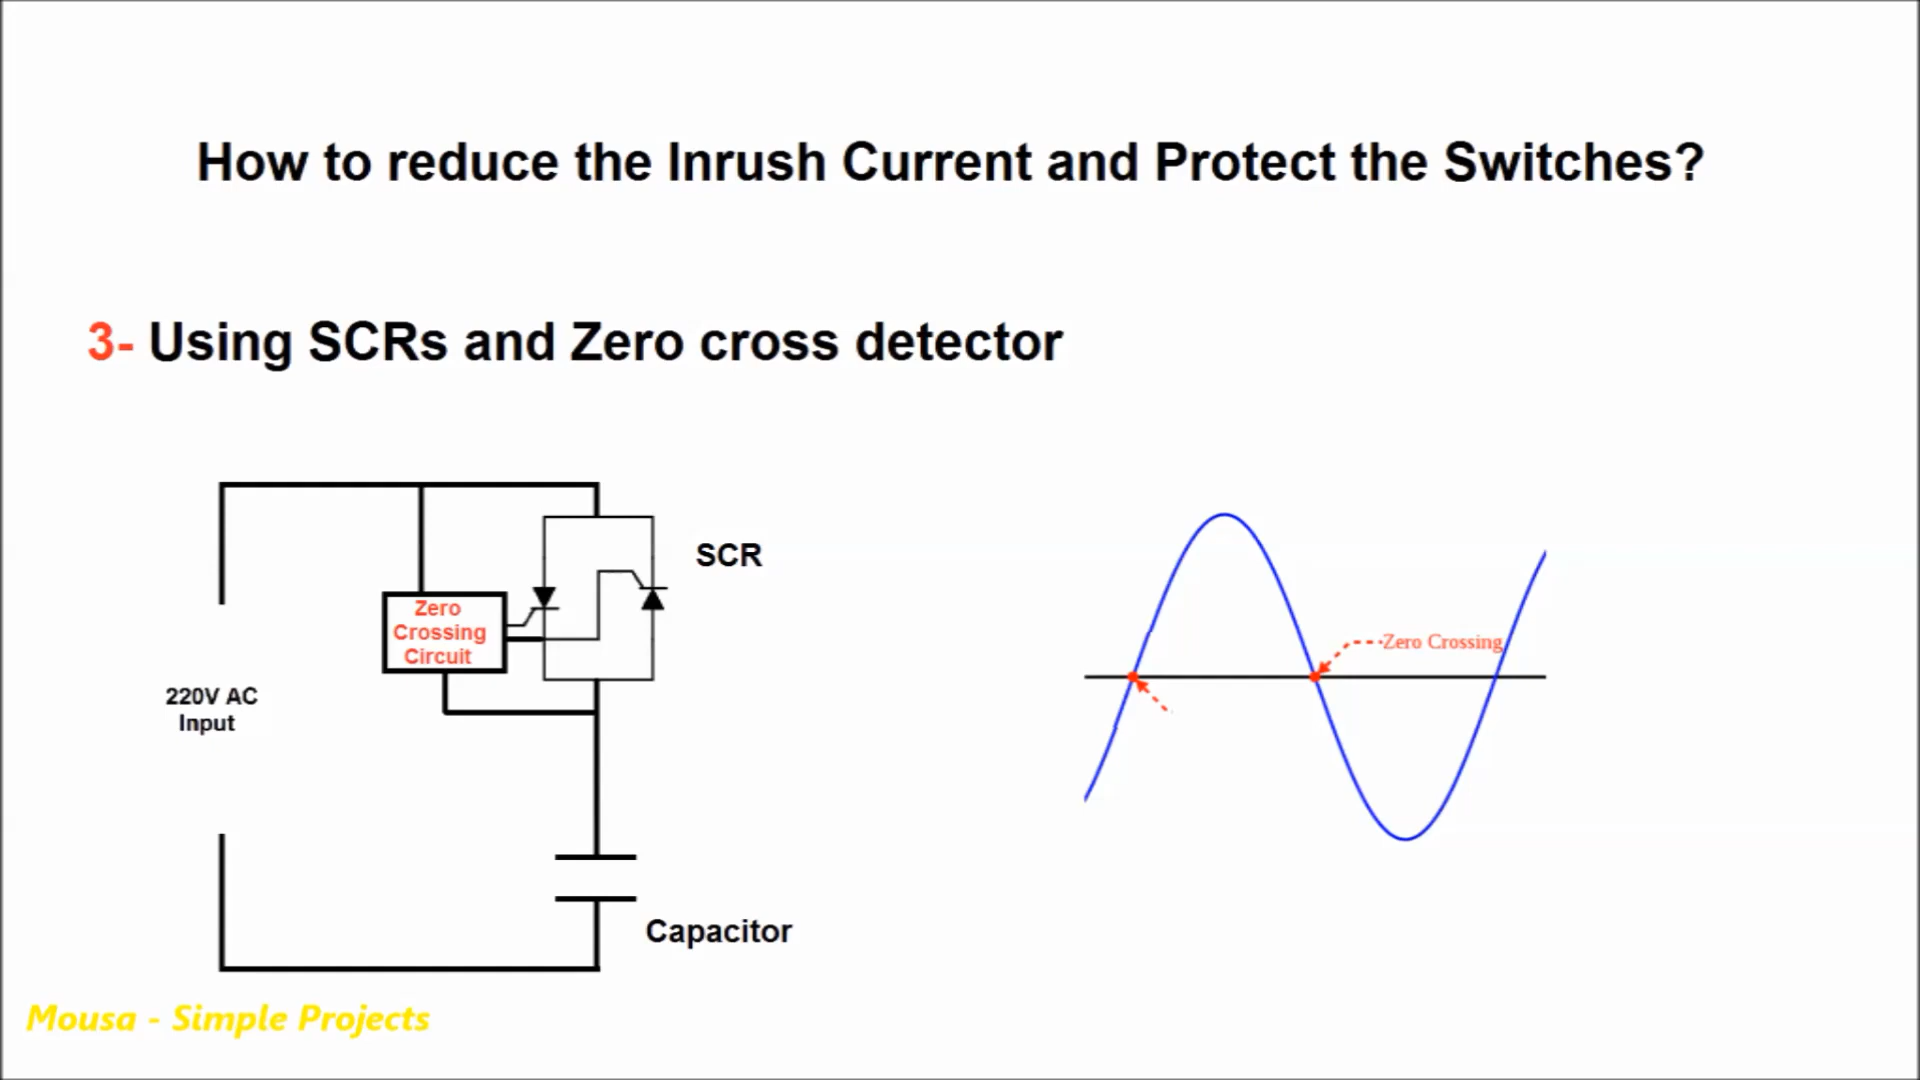 How to reduce the Inrush Current and Protect the Switches?
3- Using SCRs and Zero cross detector
SCR
Zero
Crossing
Circuit
Zero Crossing
220V AC
Input
Capacitor
Mousa - Simple Projects